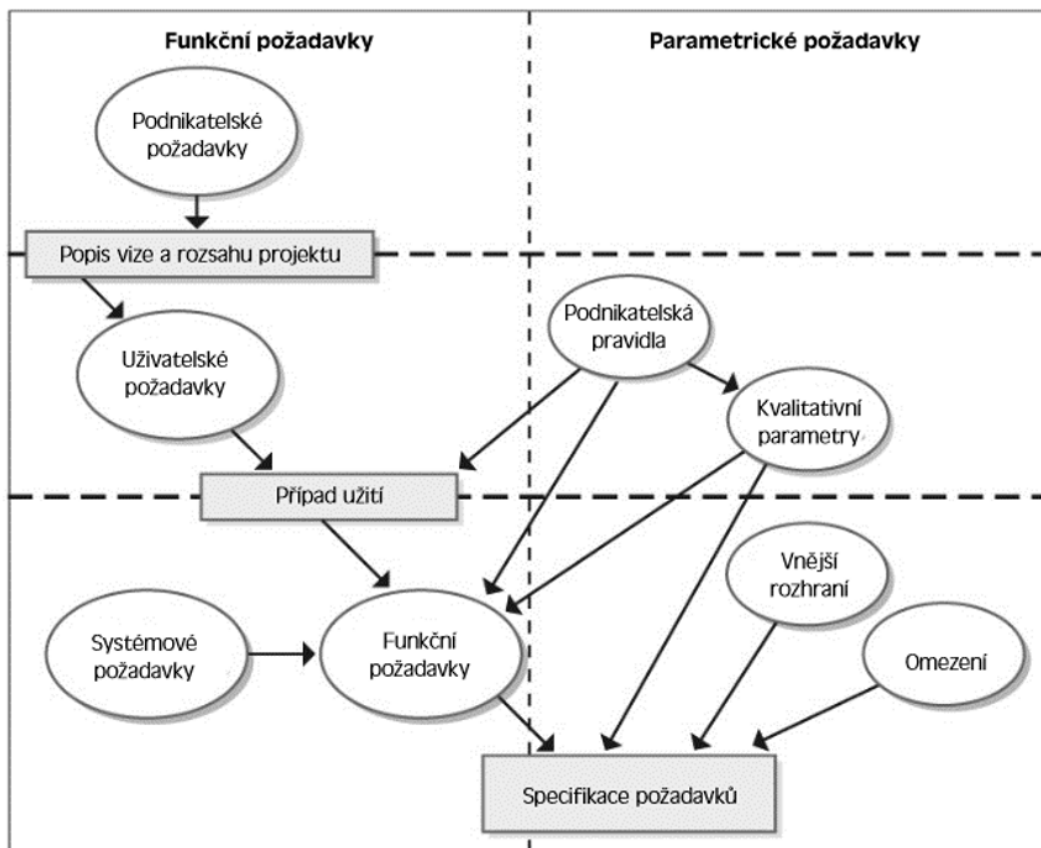 Funkční požadavky
Parametrické požadavky
Podnikatelské
požadavky
Popis vize a rozsahu projektu
Podnikatelská
pravidla
Uživatelské
požadavky
Kvalitativní
parametry
Případ užití
Vnější
rozhraní
Systémové
požadavky
Funkční
požadavky
Omezení
Specifikace požadavků